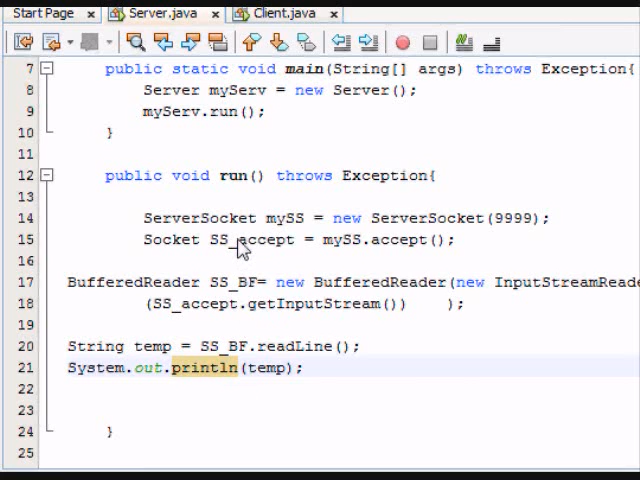 Start Page x Server.java x Client.java x
7 public static void main(String[] args) throws Exception{
8 Server myServ = new Server();
9 myServ.run();
10 }
11
12 public void run() throws Exception{
13
14 ServerSocket mySS = new ServerSocket(9999);
15 Socket SS_accept = mySS.accept();
16
17 BufferedReader SS_BF= new BufferedReader(new InputStreamReade
18 (SS_accept.getInputStream()) );
19
20 String temp = SS_BF.readLine();
21 System.out.println(temp);
22
23
24 }
25